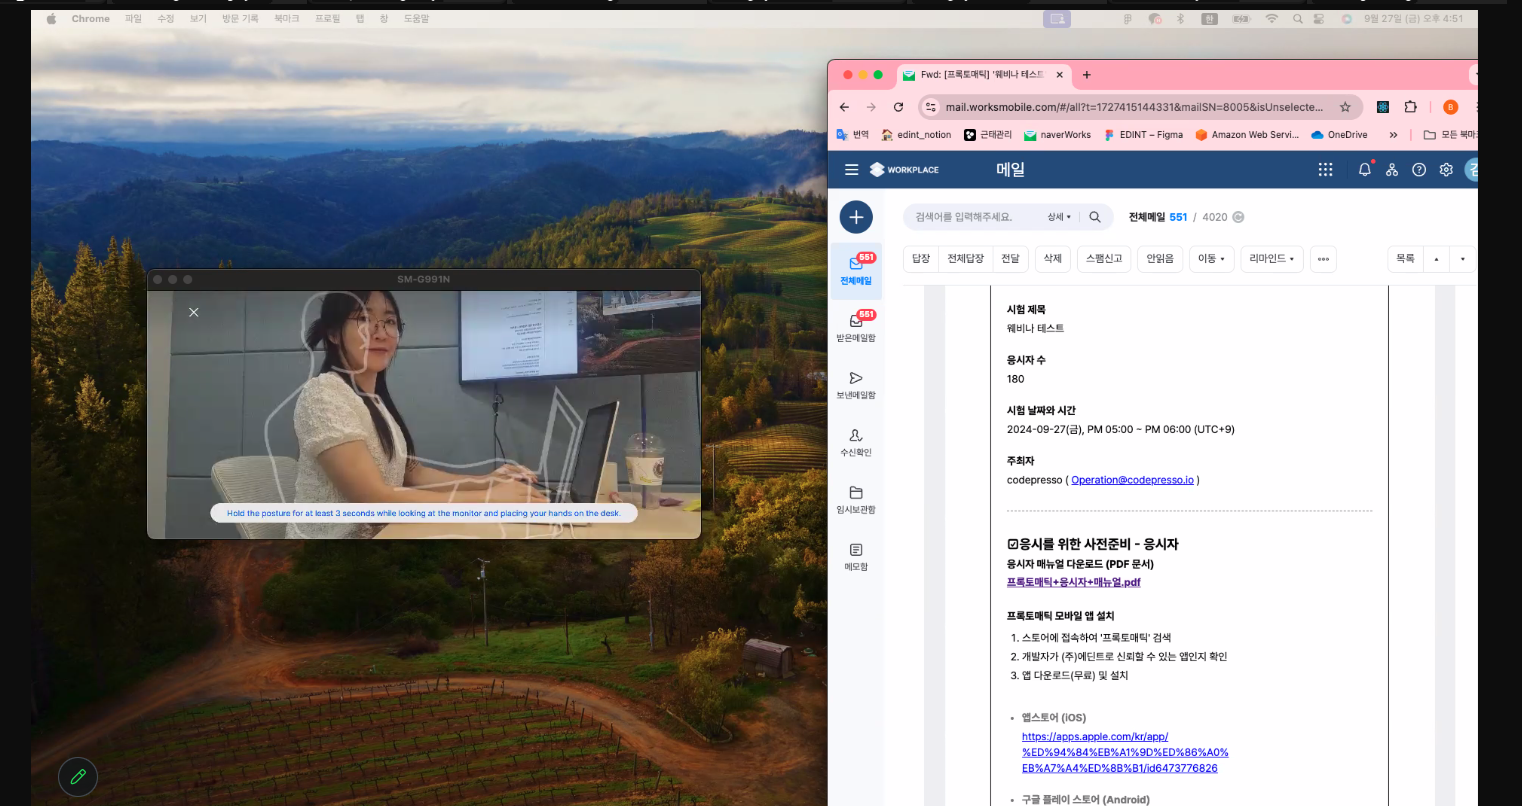 Chrome 파일 수정 보기 방문 기록 북마크 프로필 탭 창 도움말
한
9월 27일 (금) 오후 4:51
SM-G991N
Hold the posture for at least 3 seconds while looking at the monitor and placing your hands on the desk.
Fwd: [프록토매틱] '웨비나 테스트
mail.worksmobile.com/#/all?t=1727415144331&mailSN=8005&isUnselecte...
B
번역 edint_notion 근태관리 naverWorks EDINT – Figma Amazon Web Servi... OneDrive » 모든 북마크
WORKPLACE 메일
검색어를 입력해주세요. 상세 전체메일 551 / 4020
답장 전체답장 전달 삭제 스팸신고 안읽음 이동 리마인드 목록
551
전체메일
551
받은메일함
보낸메일함
수신확인
임시보관함
메모함
시험 제목
웨비나 테스트
응시자 수
180
시험 날짜와 시간
2024-09-27(금), PM 05:00 ~ PM 06:00 (UTC+9)
주최자
codepresso ( Operation@codepresso.io )
☑응시를 위한 사전준비 - 응시자
응시자 매뉴얼 다운로드 (PDF 문서)
프록토매틱+응시자+매뉴얼.pdf
프록토매틱 모바일 앱 설치
1. 스토어에 접속하여 '프록토매틱' 검색
2. 개발자가 (주)에딘트로 신뢰할 수 있는 앱인지 확인
3. 앱 다운로드(무료) 및 설치
• 앱스토어 (iOS)
https://apps.apple.com/kr/app/
%ED%94%84%EB%A1%9D%ED%86%A0%
EB%A7%A4%ED%8B%B1/id6473776826
• 구글 플레이 스토어 (Android)